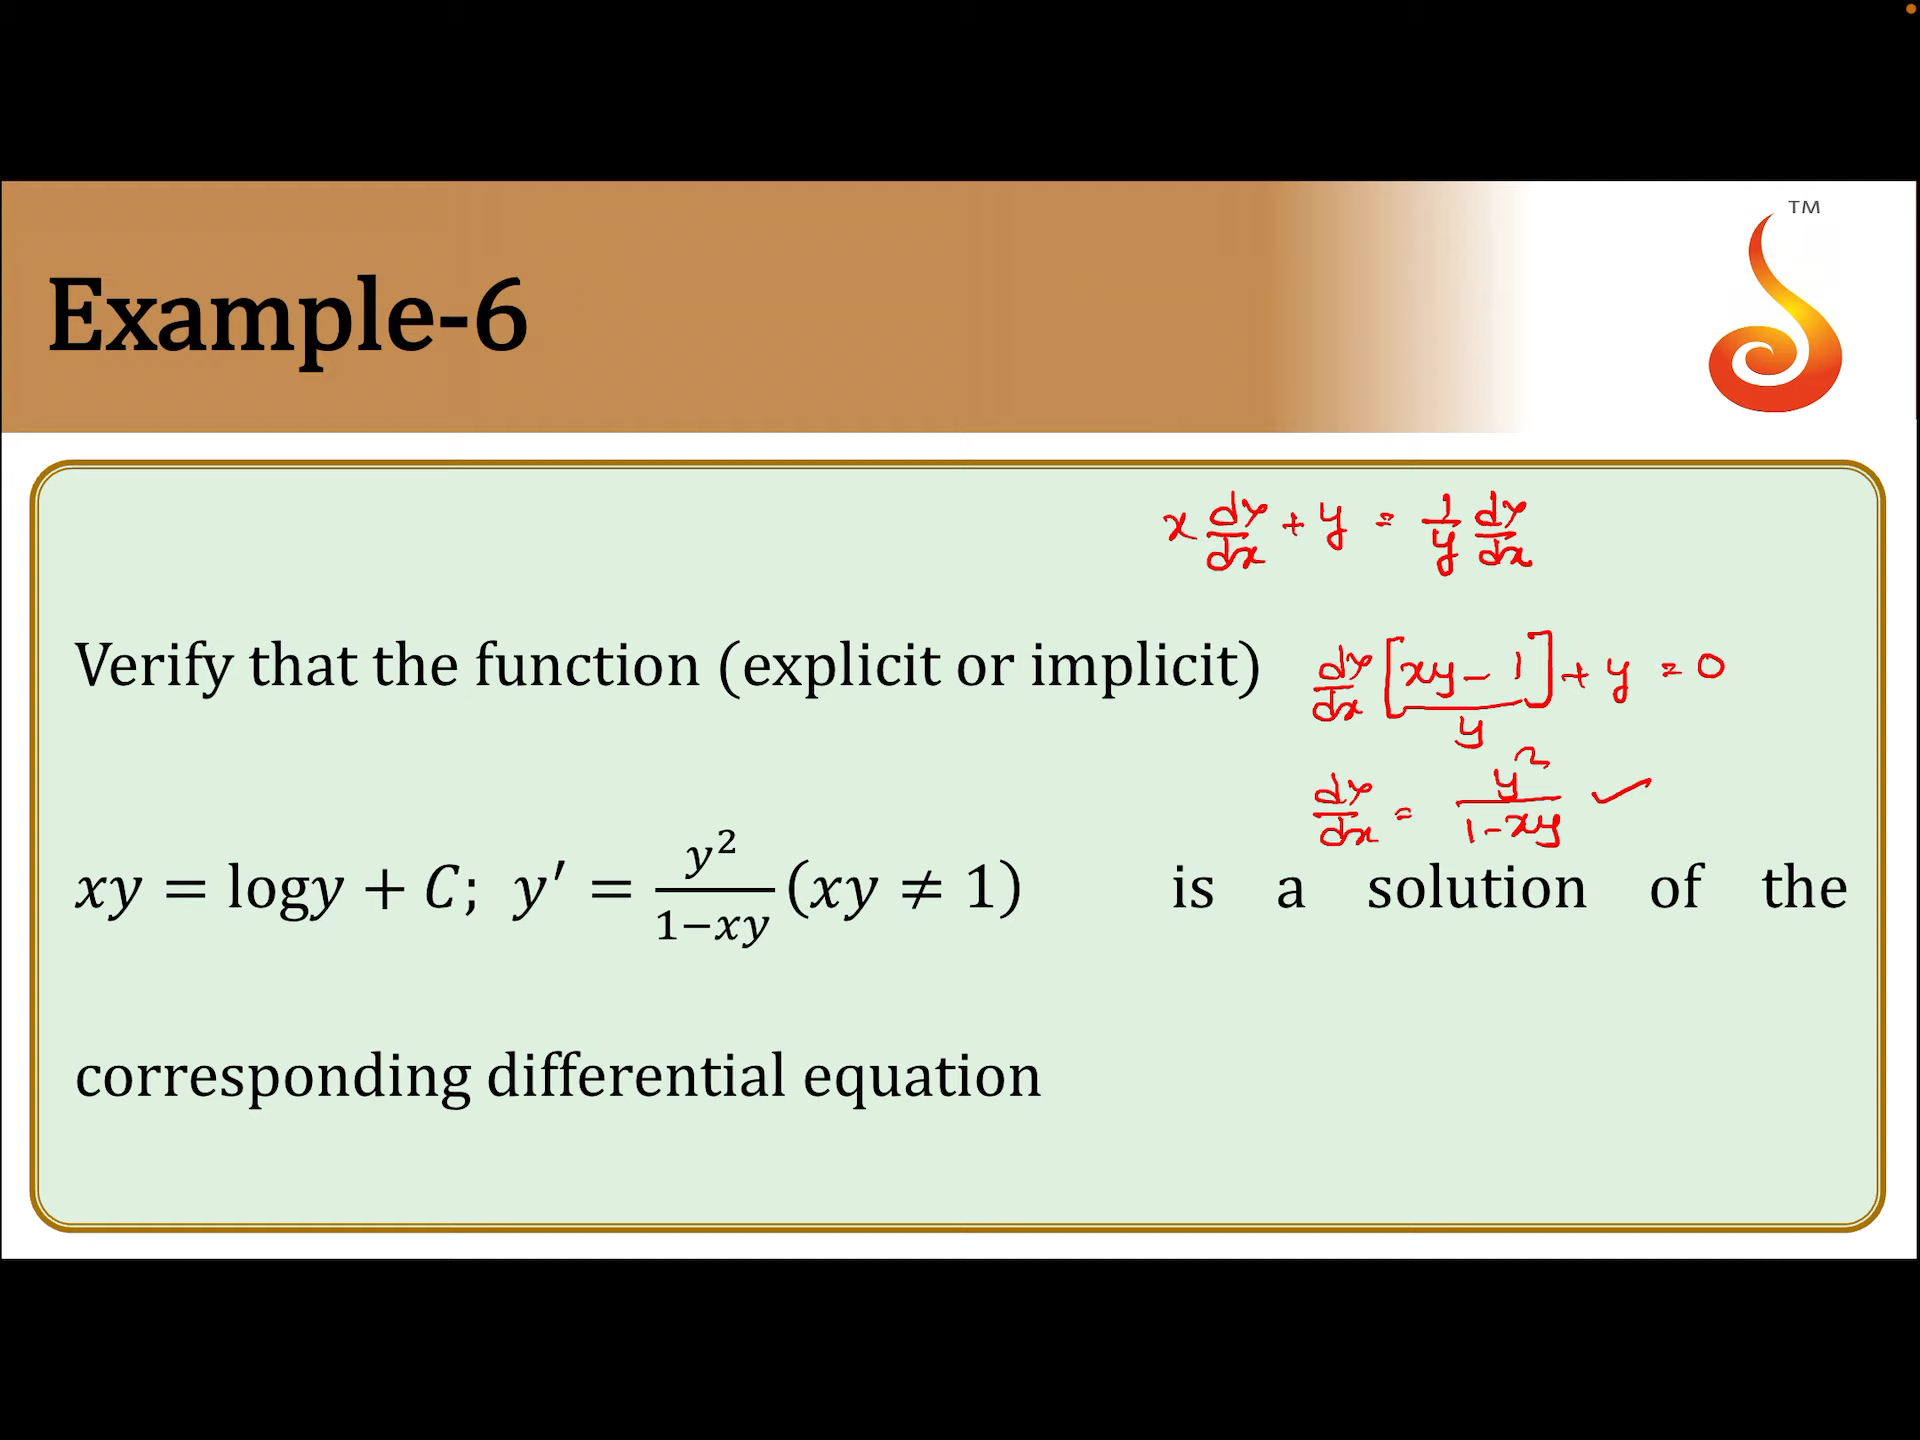 TM
Example-6
x dy/dx + y = 1/y dy/dx
Verify that the function (explicit or implicit)
dy/dx [xy - 1]/y + y = 0
dy/dx = y²/1-xy ✓
xy = logy + C; y′ = y²/1−xy (xy ≠ 1) is a solution of the
corresponding differential equation